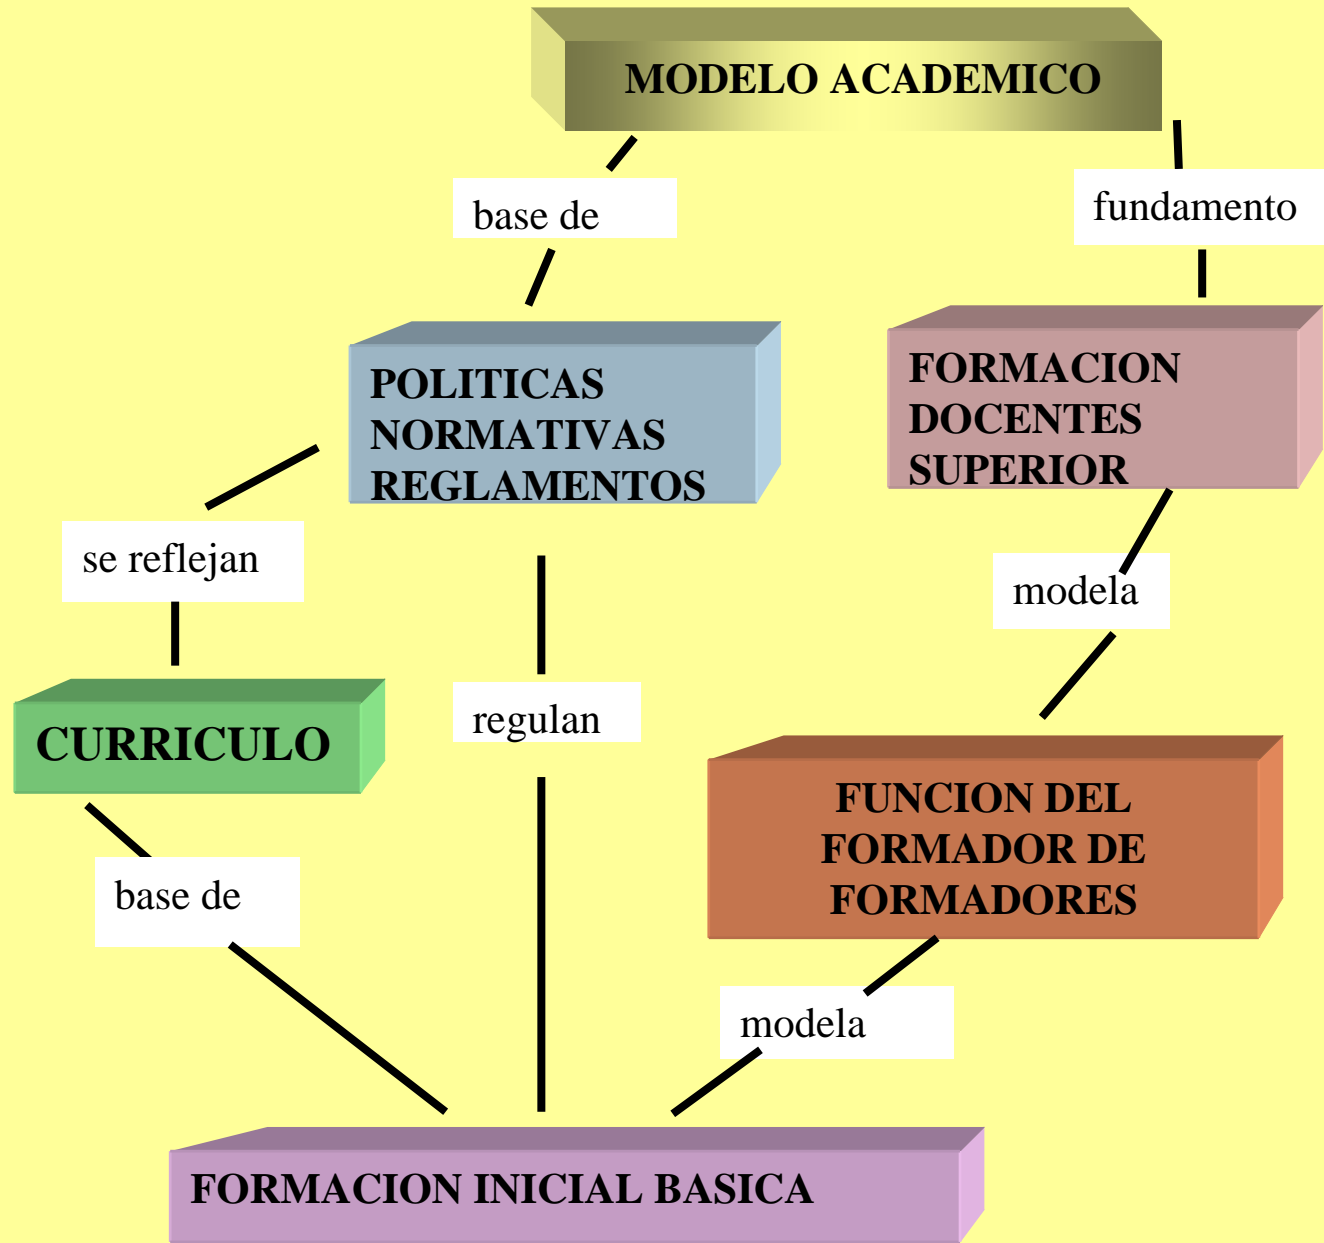 MODELO ACADEMICO
base de
fundamento
POLITICAS
NORMATIVAS
REGLAMENTOS
FORMACION
DOCENTES
SUPERIOR
se reflejan
modela
CURRICULO
regulan
FUNCION DEL
FORMADOR DE
FORMADORES
base de
modela
FORMACION INICIAL BASICA